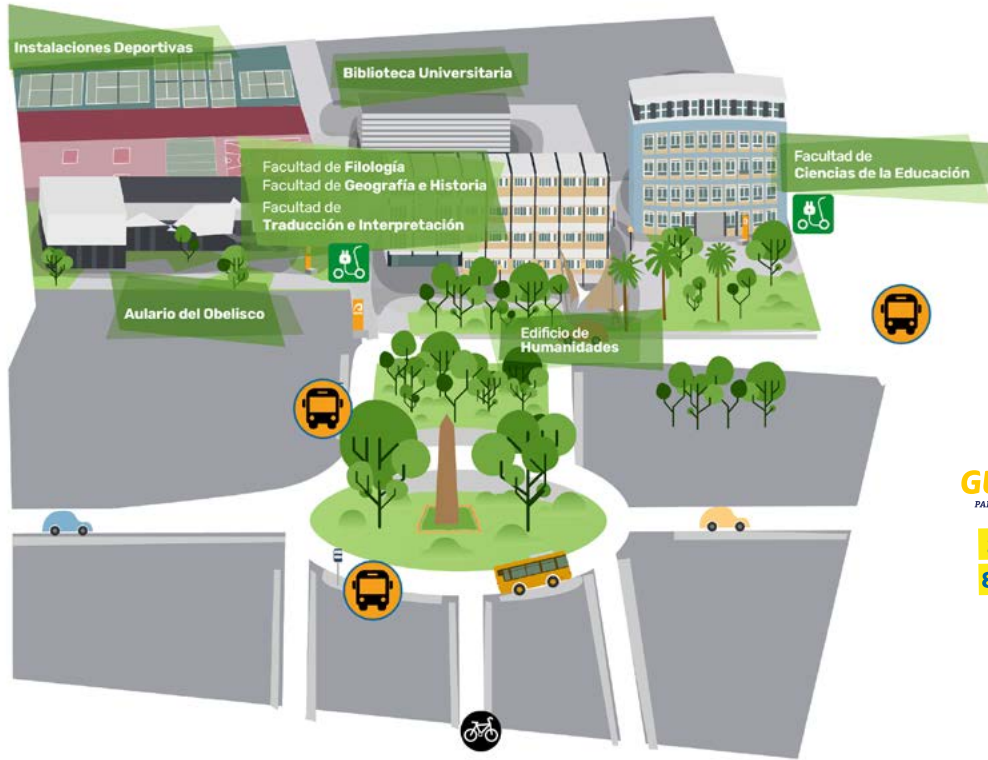 Instalaciones Deportivas
Biblioteca Universitaria
Facultad de Filología
Facultad de Geografía e Historia
Facultad de
Traducción e Interpretación
Facultad de
Ciencias de la Educación
Aulario del Obelisco
Edificio de
Humanidades